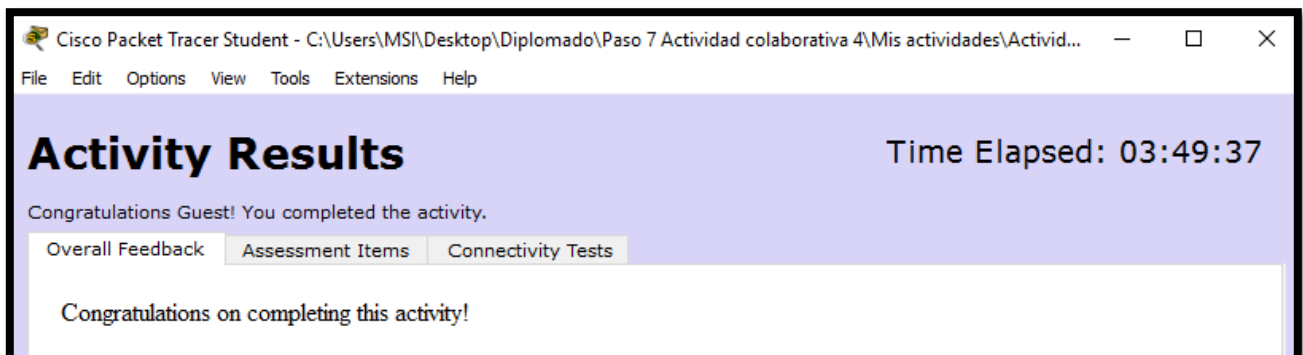 Cisco Packet Tracer Student - C:\Users\MSI\Desktop\Diplomado\Paso 7 Actividad colaborativa 4\Mis actividades\Activid...
File Edit Options View Tools Extensions Help
Activity Results
Time Elapsed: 03:49:37
Congratulations Guest! You completed the activity.
Overall Feedback Assessment Items Connectivity Tests
Congratulations on completing this activity!